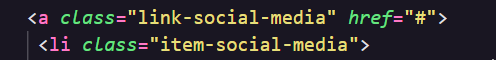 <a class="link-social-media" href="#">
<li class="item-social-media">